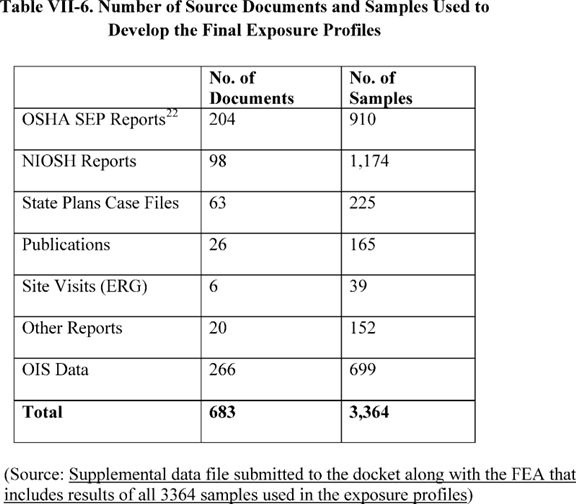 Table VII-6. Number of Source Documents and Samples Used to
Develop the Final Exposure Profiles
No. of Documents No. of Samples
OSHA SEP Reports22 204 910
NIOSH Reports 98 1,174
State Plans Case Files 63 225
Publications 26 165
Site Visits (ERG) 6 39
Other Reports 20 152
OIS Data 266 699
Total 683 3,364
(Source: Supplemental data file submitted to the docket along with the FEA that
includes results of all 3364 samples used in the exposure profiles)